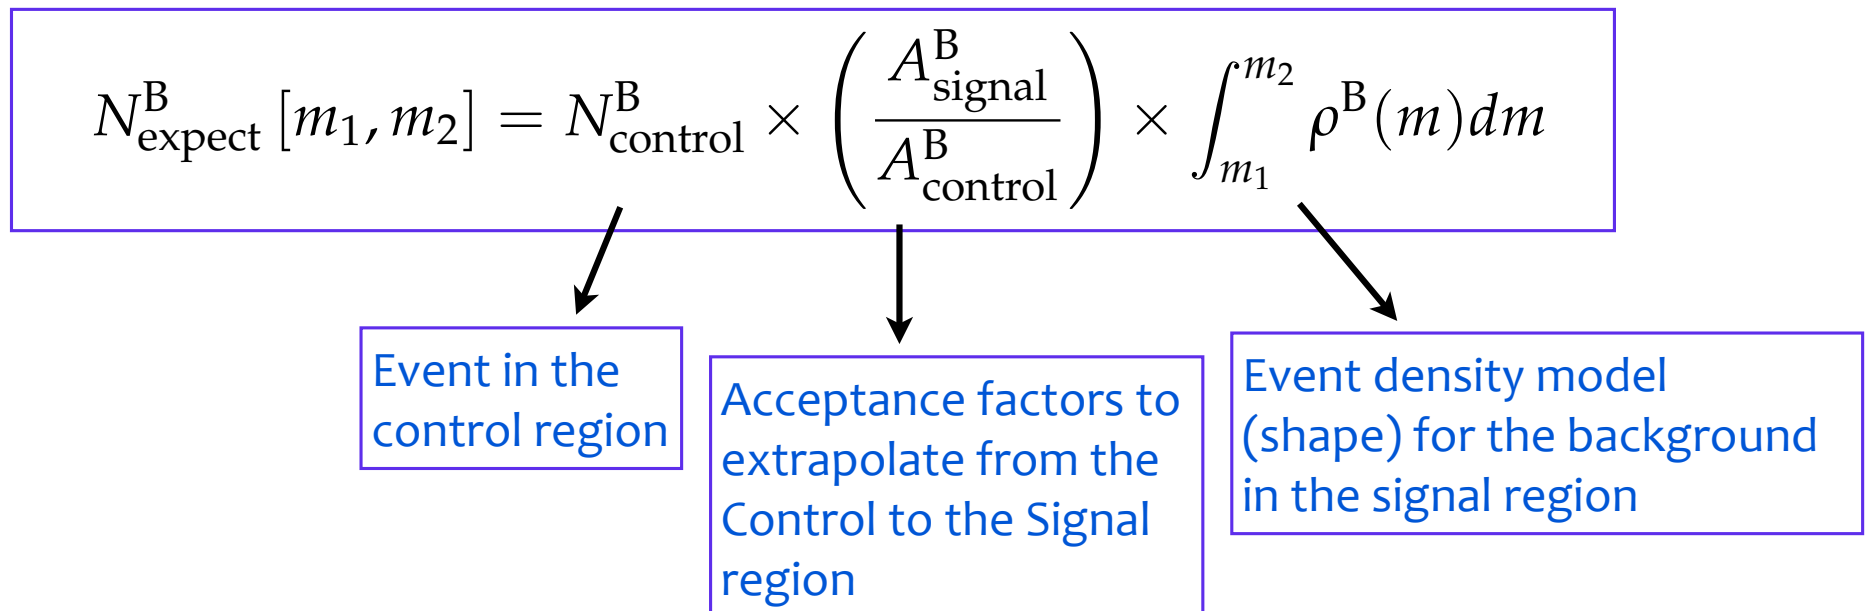 N^B_expect [m_1, m_2] = N^B_control × (A^B_signal / A^B_control) × ∫_{m_1}^{m_2} ρ^B(m)dm
Event in the
control region
Acceptance factors to
extrapolate from the
Control to the Signal
region
Event density model
(shape) for the background
in the signal region